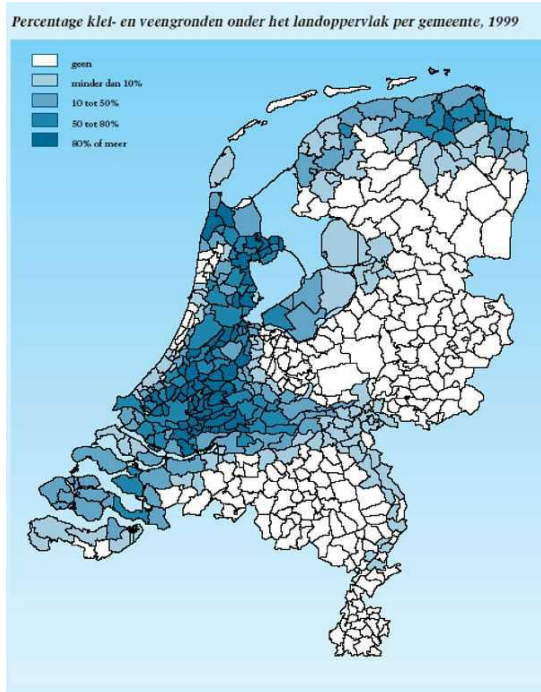 Percentage klei- en veengronden onder het landoppervlak per gemeente, 1999
geen
minder dan 10%
10 tot 50%
50 tot 80%
80% of meer